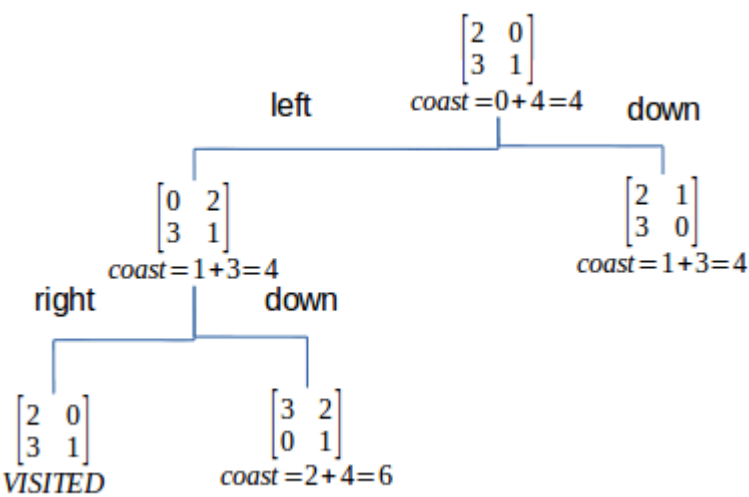 2 0
3 1
coast=0+4=4
left
down
0 2
3 1
coast=1+3=4
2 1
3 0
coast=1+3=4
right
down
2 0
3 1
VISITED
3 2
0 1
coast=2+4=6